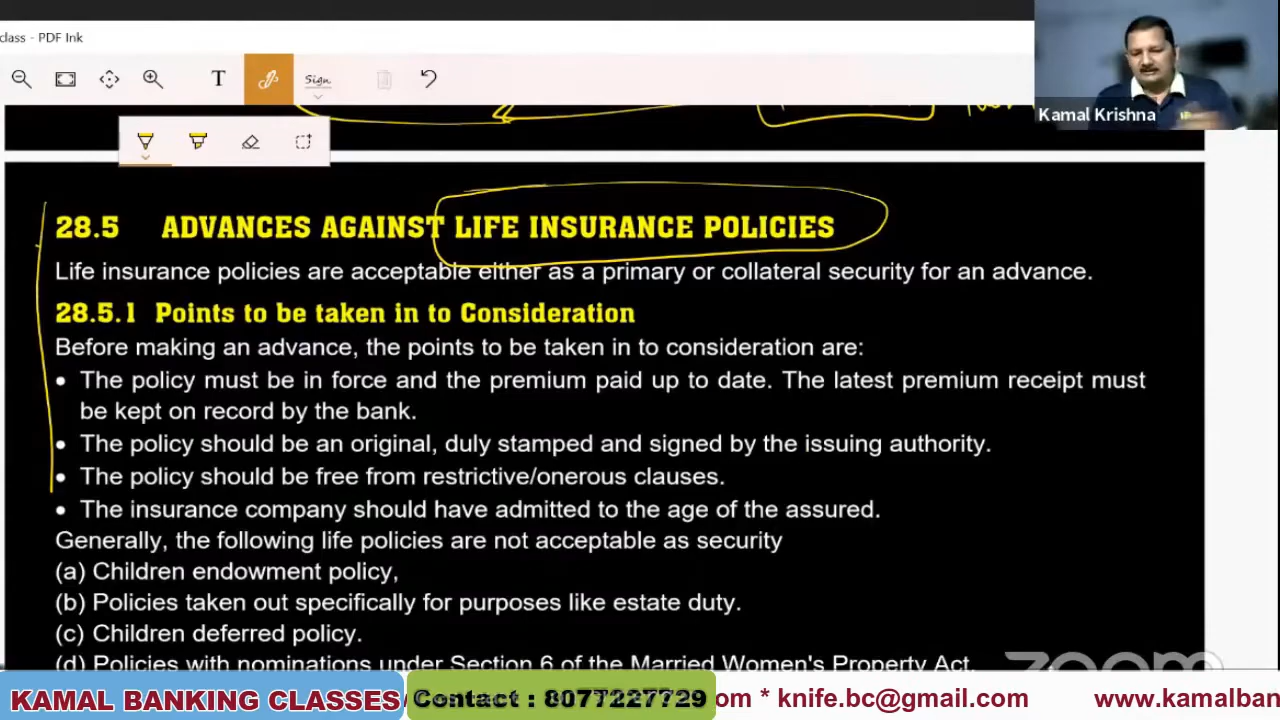 class - PDF Ink
T
Sign
Kamal Krishna
28.5 ADVANCES AGAINST LIFE INSURANCE POLICIES
Life insurance policies are acceptable either as a primary or collateral security for an advance.
28.5.1 Points to be taken in to Consideration
Before making an advance, the points to be taken in to consideration are:
• The policy must be in force and the premium paid up to date. The latest premium receipt must
be kept on record by the bank.
• The policy should be an original, duly stamped and signed by the issuing authority.
• The policy should be free from restrictive/onerous clauses.
• The insurance company should have admitted to the age of the assured.
Generally, the following life policies are not acceptable as security
(a) Children endowment policy,
(b) Policies taken out specifically for purposes like estate duty.
(c) Children deferred policy.
(d) Policies with nominations under Section 6 of the Married Women's Property Act.
zoom
KAMAL BANKING CLASSES Contact : 8077227729 om * knife.bc@gmail.com www.kamalban